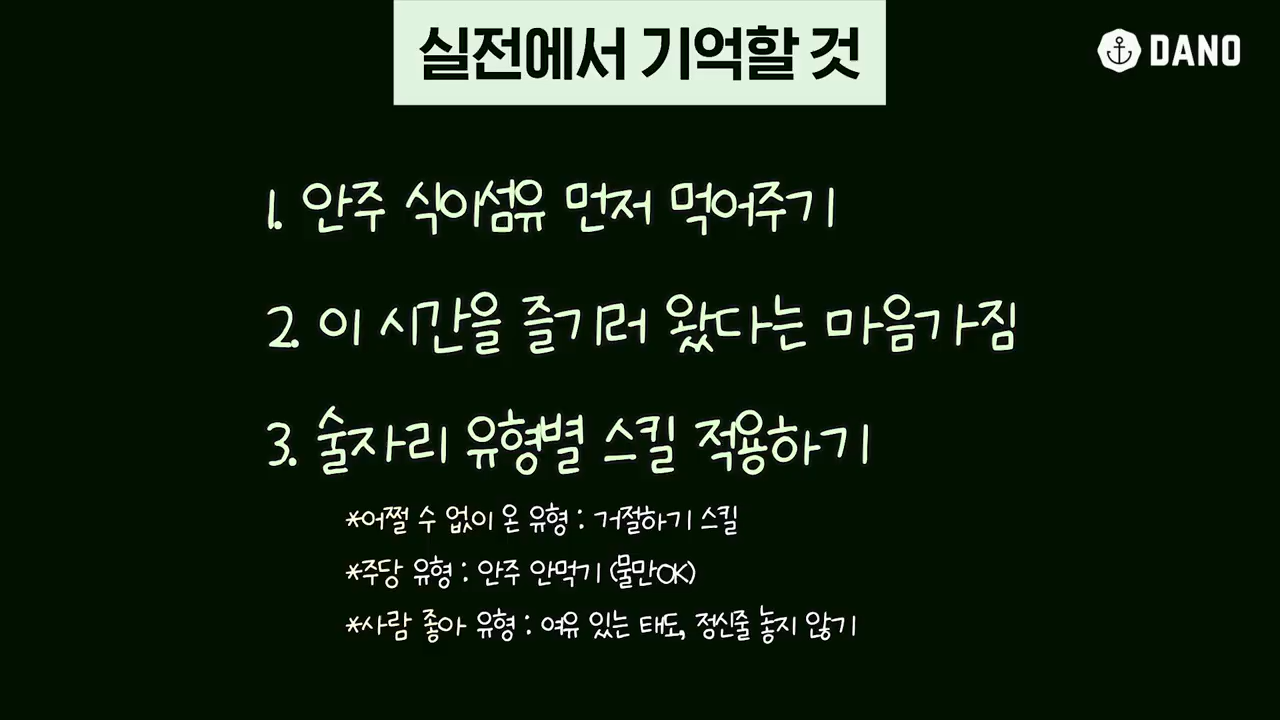 실전에서 기억할 것
DANO
1. 안주 식이섬유 먼저 먹어주기
2. 이 시간을 즐기러 왔다는 마음가짐
3. 술자리 유형별 스킬 적용하기
*어쩔 수 없이 온 유형 : 거절하기 스킬
*주당 유형 : 안주 안먹기 (물만OK)
*사람 좋아 유형 : 여유 있는 태도, 정신줄 놓지 않기